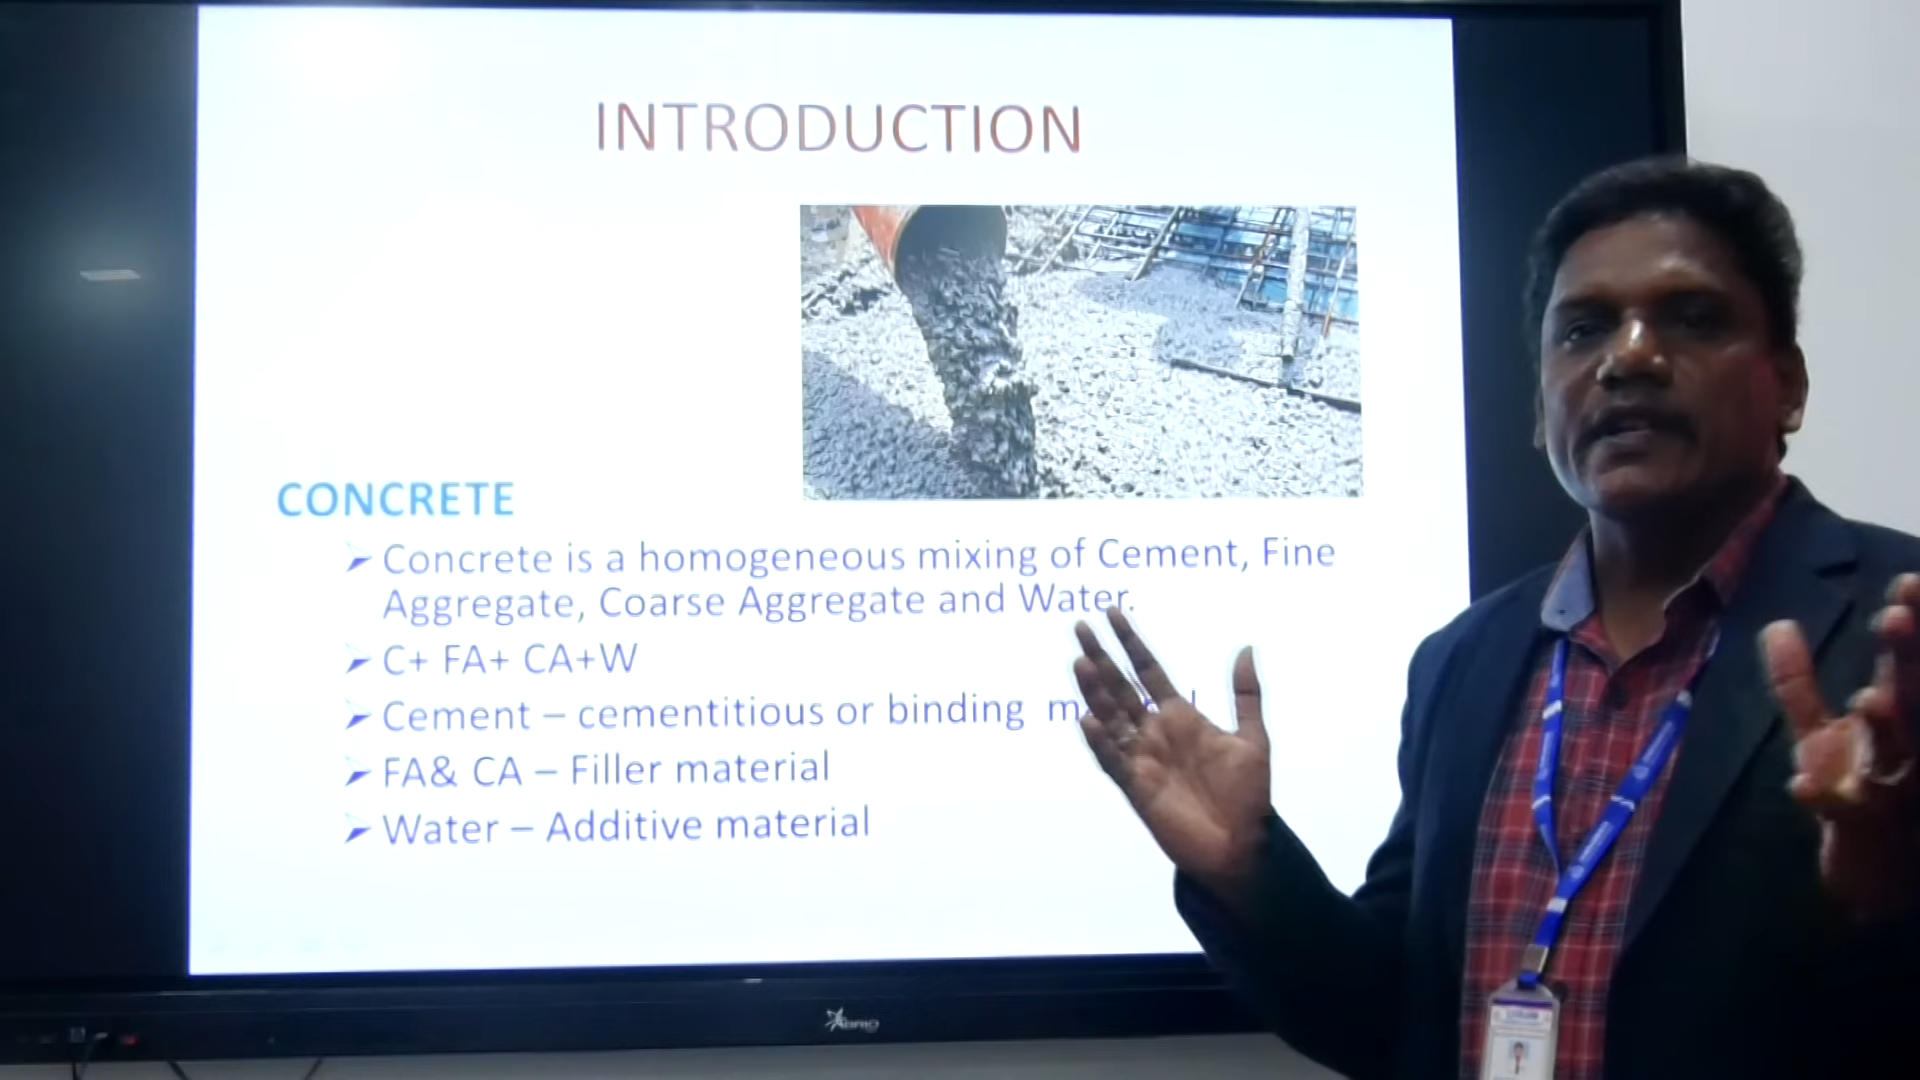 INTRODUCTION
CONCRETE
➢ Concrete is a homogeneous mixing of Cement, Fine
Aggregate, Coarse Aggregate and Water.
➢ C+ FA+ CA+W
➢ Cement – cementitious or binding
➢ FA& CA – Filler material
➢ Water – Additive material